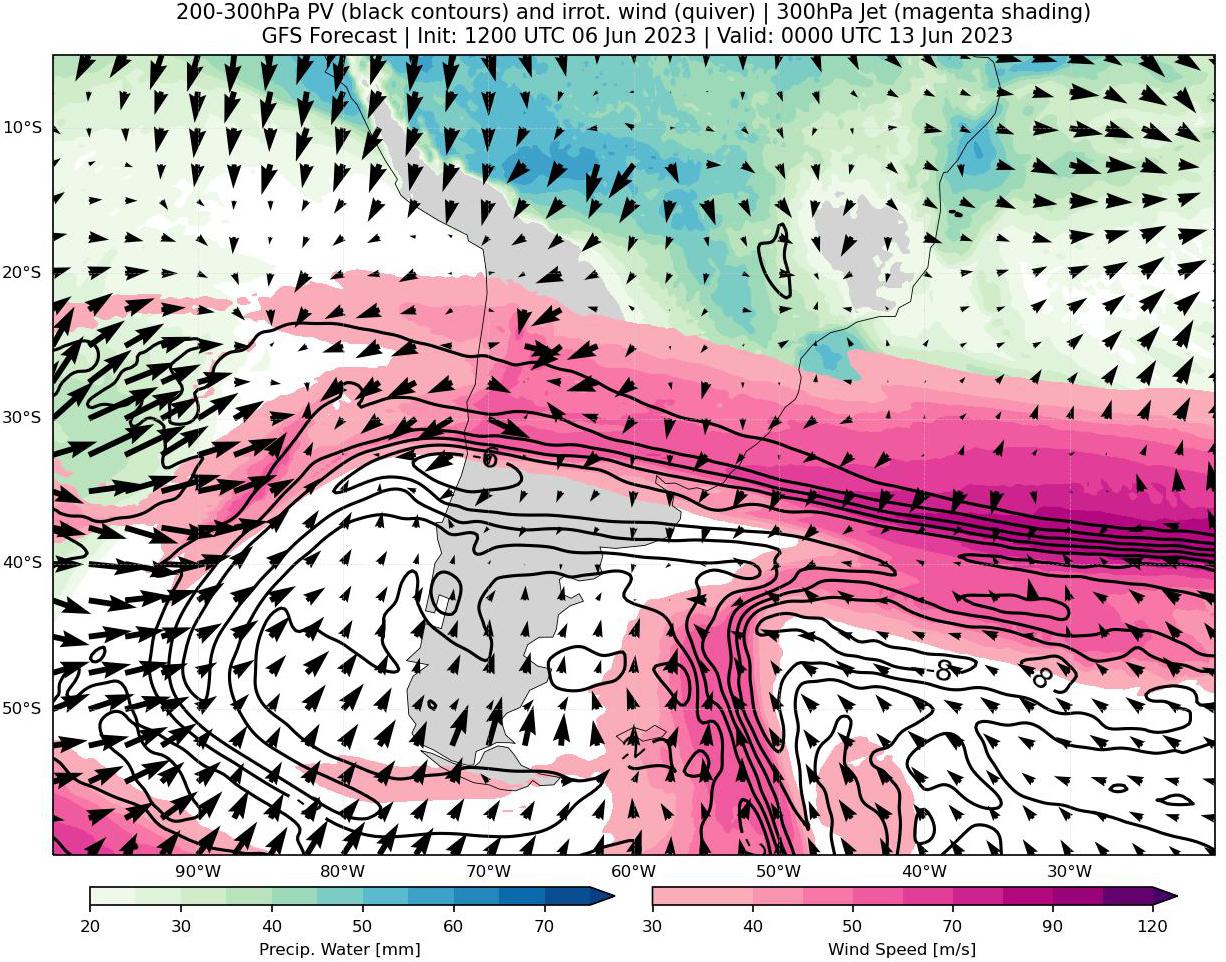 200-300hPa PV (black contours) and irrot. wind (quiver) | 300hPa Jet (magenta shading)
GFS Forecast | Init: 1200 UTC 06 Jun 2023 | Valid: 0000 UTC 13 Jun 2023
10°S
20°S
30°S
-6
40°S
-8
8
50°S
90°W 80°W 70°W 60°W 50°W 40°W 30°W
20 30 40 50 60 70
30 40 50 70 90 120
Precip. Water [mm]
Wind Speed [m/s]